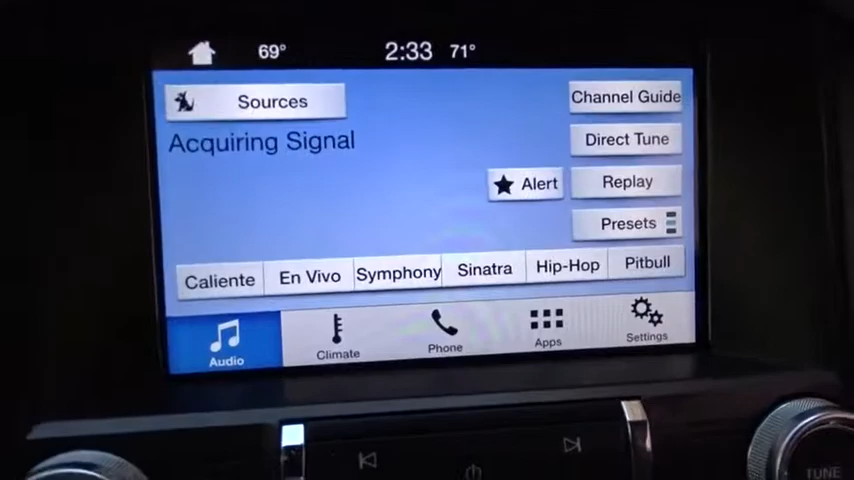 69° 2:33 71°
Sources
Channel Guide
Acquiring Signal
Direct Tune
Alert
Replay
Presets
Caliente En Vivo Symphony Sinatra Hip-Hop Pitbull
Audio Climate Phone Apps Settings
TUNE